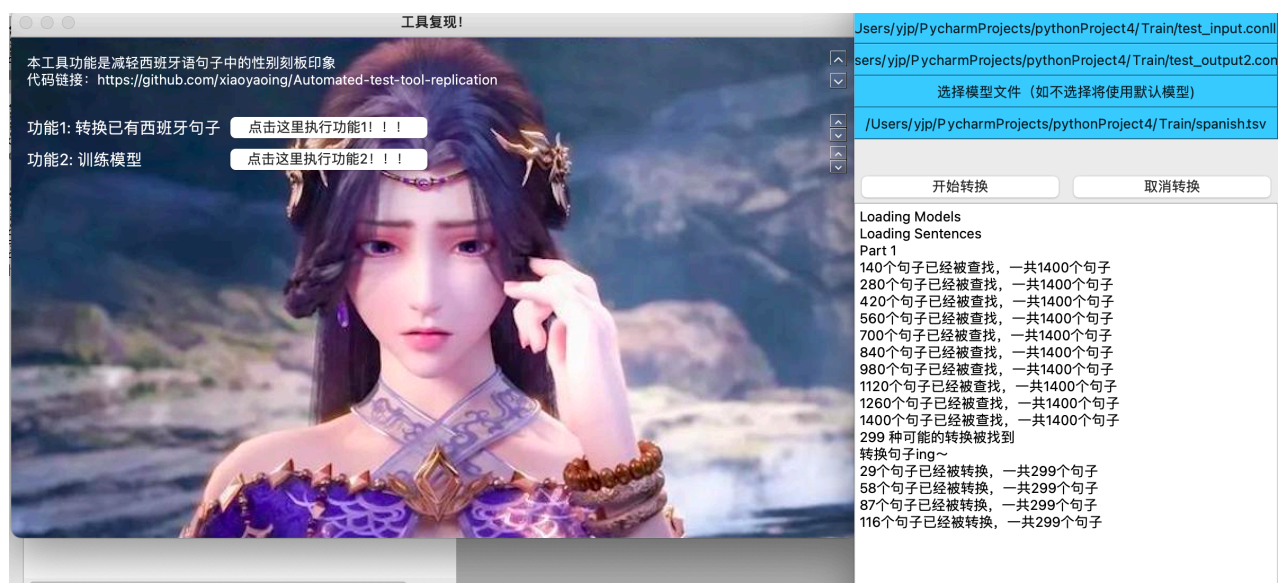 工具复现！
本工具功能是减轻西班牙语句子中的性别刻板印象
代码链接：https://github.com/xiaoyaoing/Automated-test-tool-replication
功能1: 转换已有西班牙句子
点击这里执行功能1！！！
功能2: 训练模型
点击这里执行功能2！！！
Users/yjp/PycharmProjects/pythonProject4/Train/test_input.conll
sers/yjp/PycharmProjects/pythonProject4/Train/test_output2.con
选择模型文件（如不选择将使用默认模型)
/Users/yjp/PycharmProjects/pythonProject4/Train/spanish.tsv
开始转换
取消转换
Loading Models
Loading Sentences
Part 1
140个句子已经被查找，一共1400个句子
280个句子已经被查找，一共1400个句子
420个句子已经被查找，一共1400个句子
560个句子已经被查找，一共1400个句子
700个句子已经被查找，一共1400个句子
840个句子已经被查找，一共1400个句子
980个句子已经被查找，一共1400个句子
1120个句子已经被查找，一共1400个句子
1260个句子已经被查找，一共1400个句子
1400个句子已经被查找，一共1400个句子
299 种可能的转换被找到
转换句子ing～
29个句子已经被转换，一共299个句子
58个句子已经被转换，一共299个句子
87个句子已经被转换，一共299个句子
116个句子已经被转换，一共299个句子